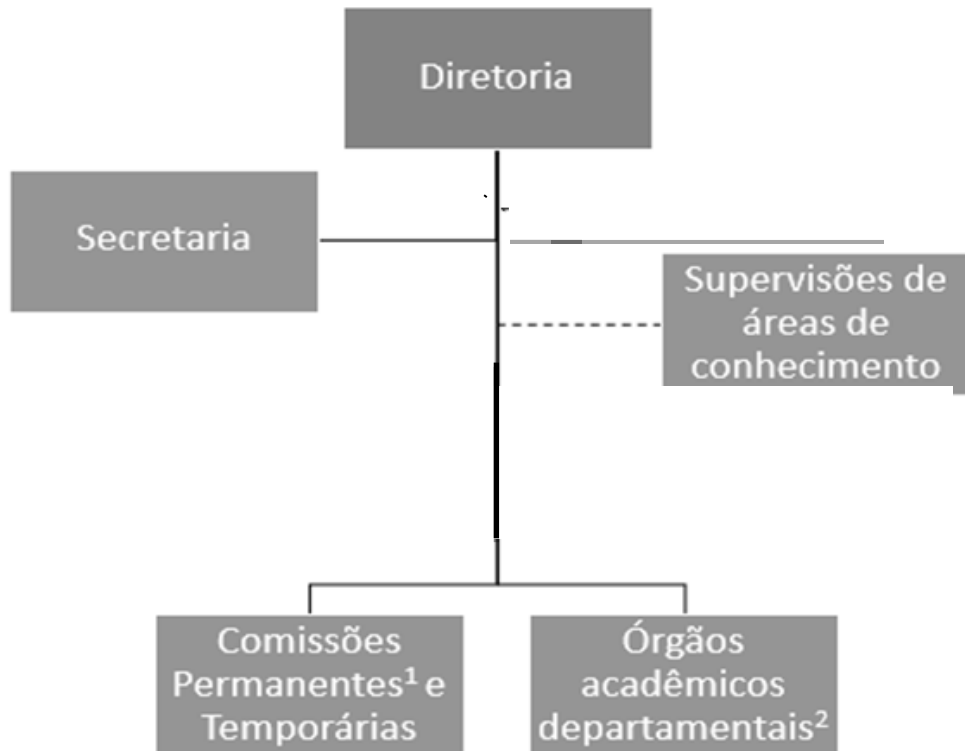 Diretoria
Secretaria
Supervisões de
áreas de
conhecimento
Comissões
Permanentes¹ e
Temporárias
Órgãos
acadêmicos
departamentais²